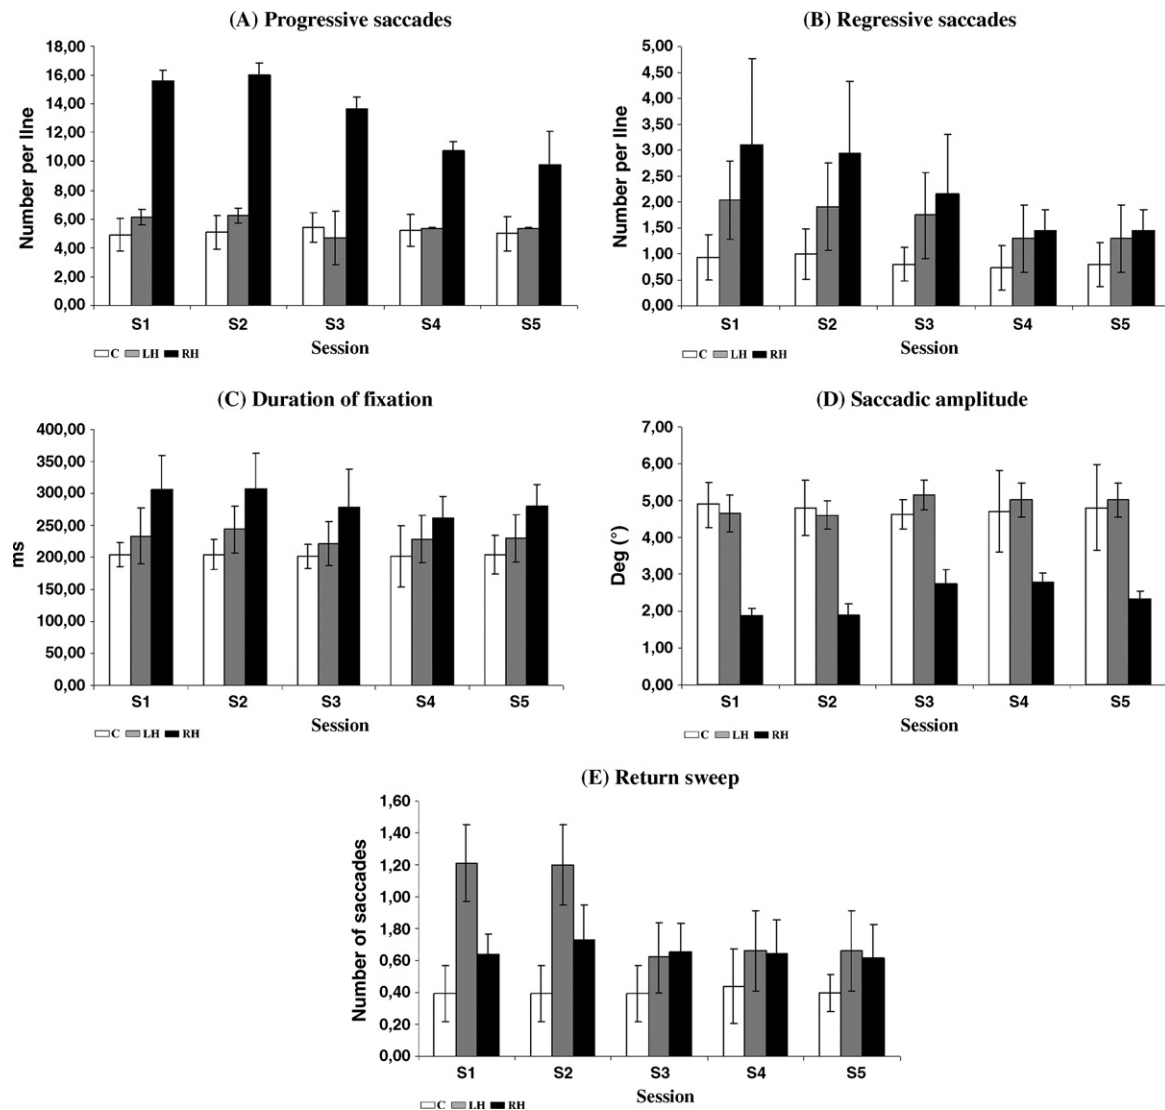 (A) Progressive saccades
Number per lIne
18,00
16,00
14,00
12,00
10,00
8,00
6,00
4,00
2,00
0,00
S1 S2 S3 S4 S5
Session
C LH RH
(B) Regressive saccades
Number per lIne
5,00
4,50
4,00
3,50
3,00
2,50
2,00
1,50
1,00
0,50
0,00
S1 S2 S3 S4 S5
Session
C LH RH
(C) Duration of fixation
ms
400,00
350,00
300,00
250,00
200,00
150,00
100,00
50,00
0,00
S1 S2 S3 S4 S5
Session
C LH RH
(D) Saccadic amplitude
Deg (°)
7,00
6,00
5,00
4,00
3,00
2,00
1,00
0,00
S1 S2 S3 S4 S5
Session
C LH RH
(E) Return sweep
Number of saccades
1,60
1,40
1,20
1,00
1,80
0,60
0,40
0,20
0,00
S1 S2 S3 S4 S5
Session
C LH RH